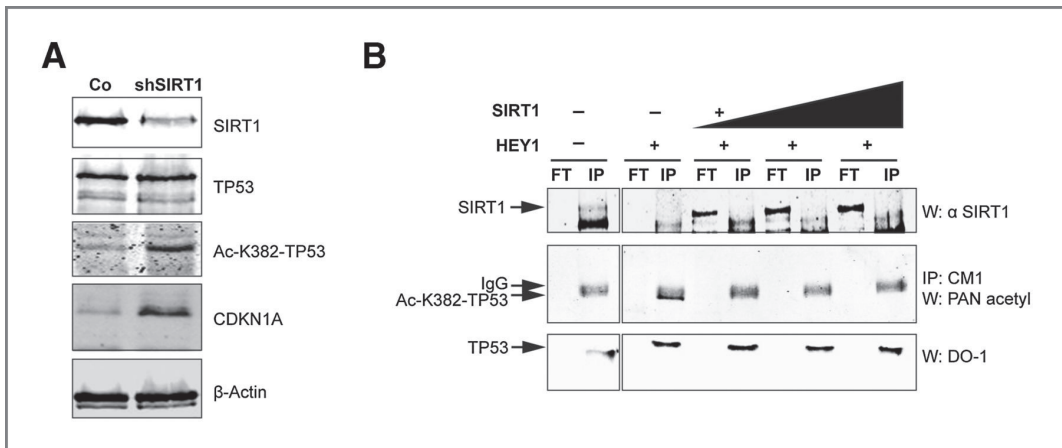 A
Co shSIRT1
SIRT1
TP53
Ac-K382-TP53
CDKN1A
β-Actin
B
SIRT1 – – +
HEY1 – + + + +
FT IP FT IP FT IP FT IP FT IP
SIRT1
W: α SIRT1
IgG
Ac-K382-TP53
IP: CM1
W: PAN acetyl
TP53
W: DO-1